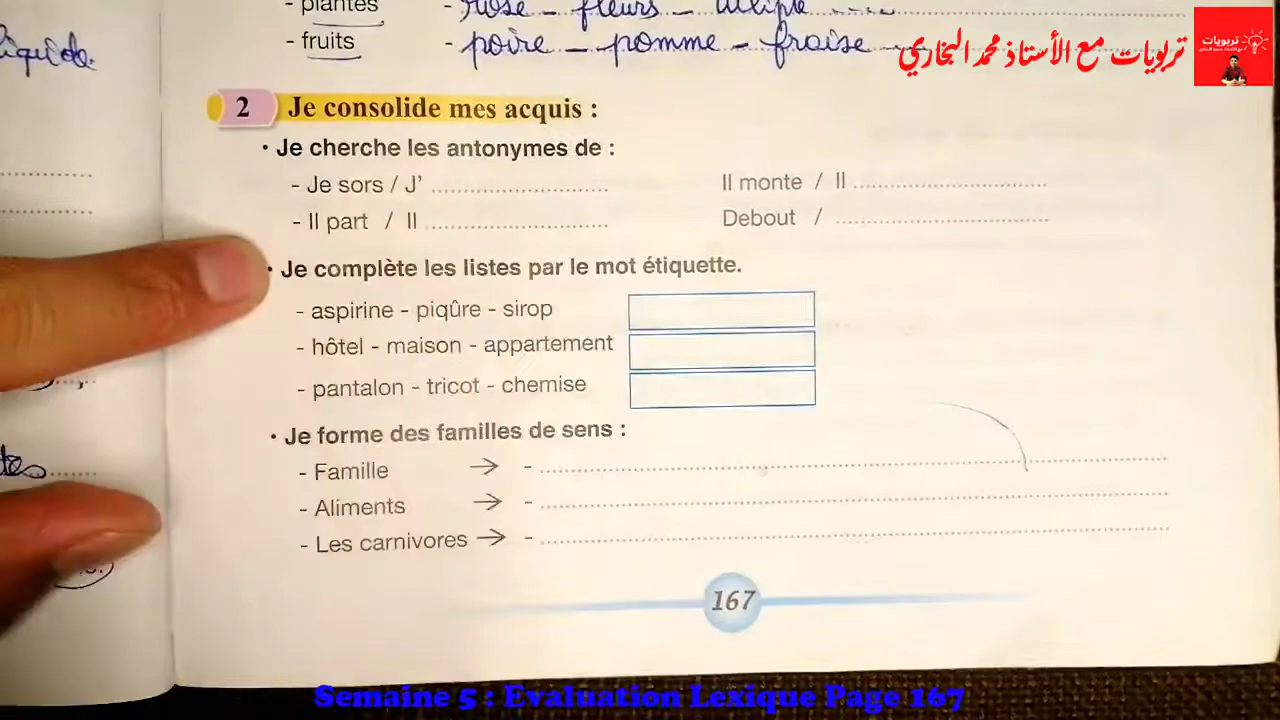 - plantes - rose - fleurs -
liquide.
- fruits - poire - pomme - fraise
تربويات مع الأستاذ محمد البخاري
تربويات
2 Je consolide mes acquis :
• Je cherche les antonymes de :
- Je sors / J' ........ Il monte / Il ........
- Il part / Il ........ Debout / ........
• Je complète les listes par le mot étiquette.
- aspirine - piqûre - sirop
- hôtel - maison - appartement
- pantalon - tricot - chemise
• Je forme des familles de sens :
- Famille → - ........
- Aliments → - ........
- Les carnivores → - ........
167
Semaine 5 : Evaluation Lexique Page 167